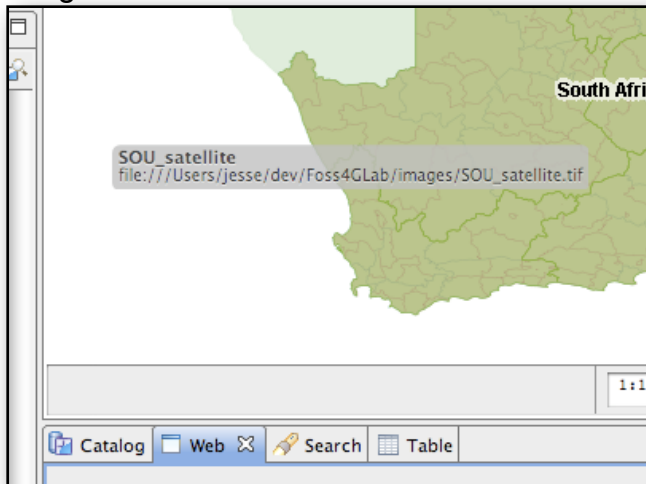 South Afri
SOU_satellite
file:///Users/jesse/dev/Foss4GLab/images/SOU_satellite.tif
1:1
Catalog Web Search Table